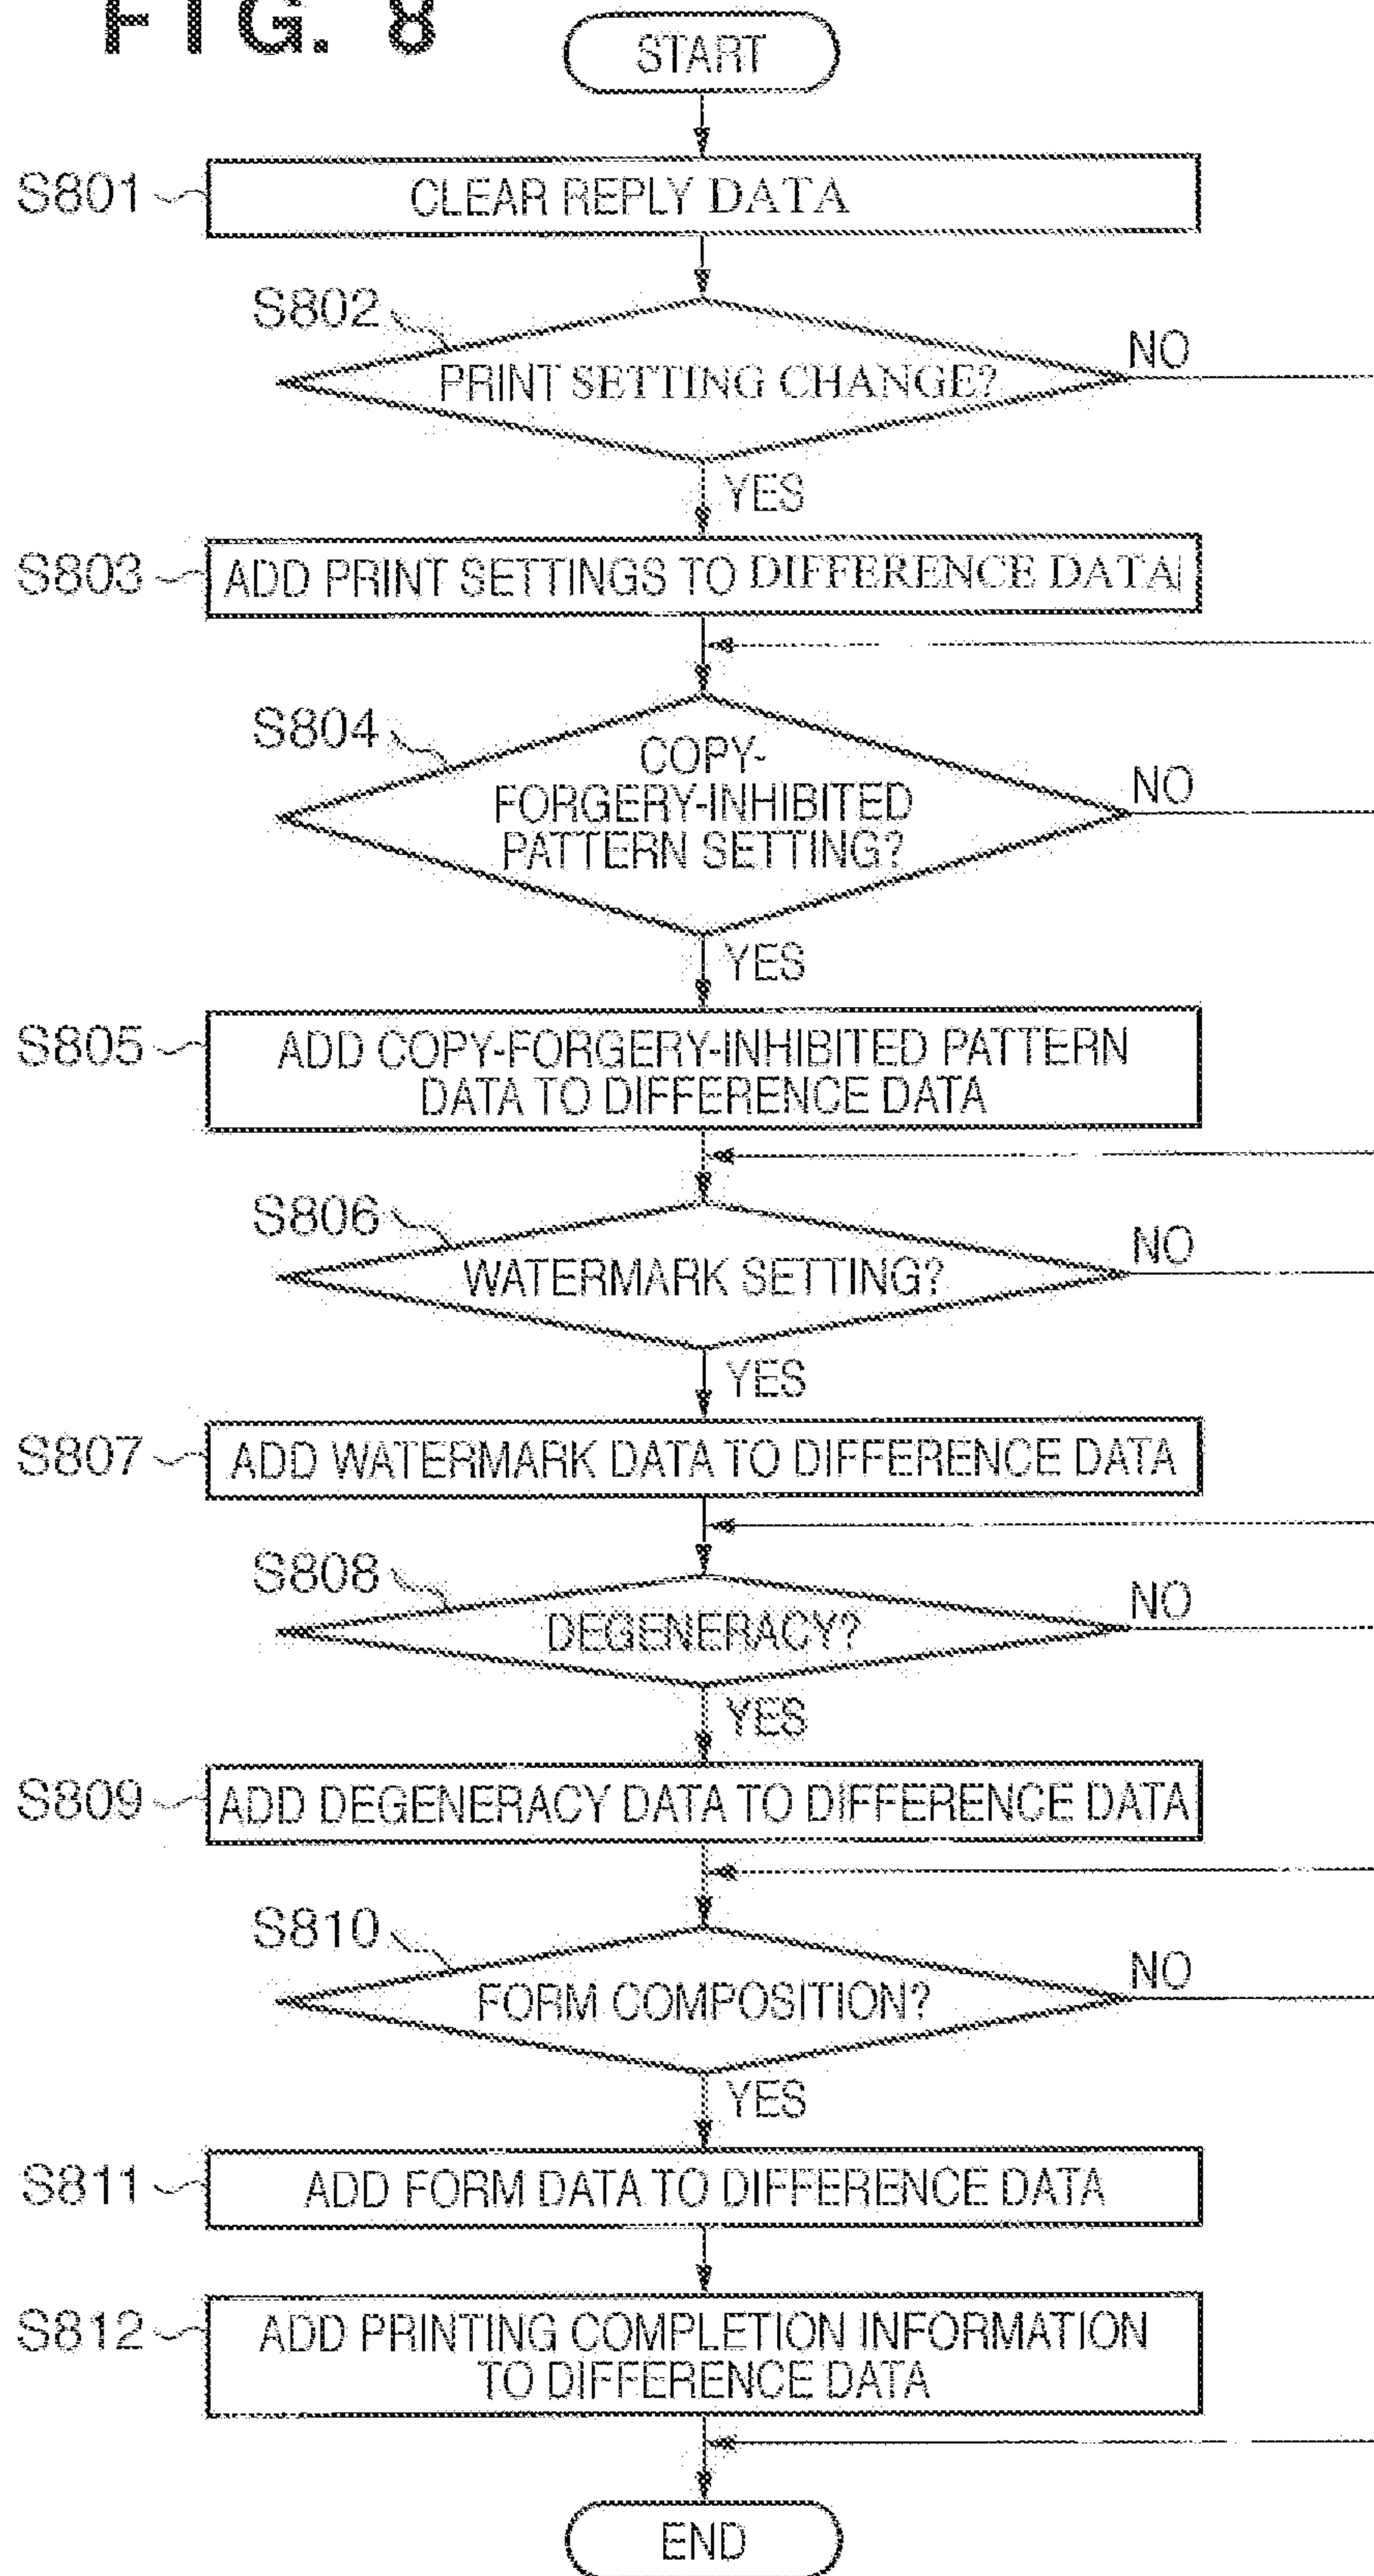 FIG. 8
START
S801
CLEAR REPLY DATA
S802
PRINT SETTING CHANGE?
NO
YES
S803
ADD PRINT SETTINGS TO DIFFERENCE DATA
S804
COPY-
FORGERY-INHIBITED
PATTERN SETTING?
NO
YES
S805
ADD COPY-FORGERY-INHIBITED PATTERN
DATA TO DIFFERENCE DATA
S806
WATERMARK SETTING?
NO
YES
S807
ADD WATERMARK DATA TO DIFFERENCE DATA
S808
DEGENERACY?
NO
YES
S809
ADD DEGENERACY DATA TO DIFFERENCE DATA
S810
FORM COMPOSITION?
NO
YES
S811
ADD FORM DATA TO DIFFERENCE DATA
S812
ADD PRINTING COMPLETION INFORMATION
TO DIFFERENCE DATA
END